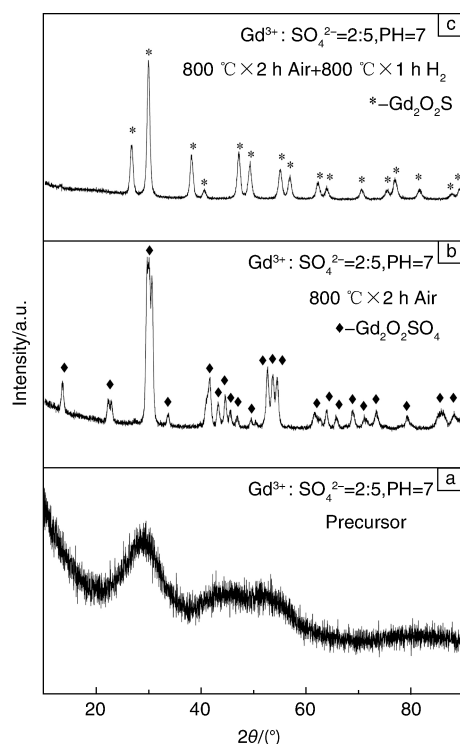 c
Gd³⁺: SO₄²⁻=2:5,PH=7
800 ℃×2 h Air+800 ℃×1 h H₂
*–Gd₂O₂S
b
Gd³⁺: SO₄²⁻=2:5,PH=7
800 ℃×2 h Air
♦–Gd₂O₂SO₄
a
Gd³⁺: SO₄²⁻=2:5,PH=7
Precursor
Intensity/a.u.
20 40 60 80
2θ/(°)